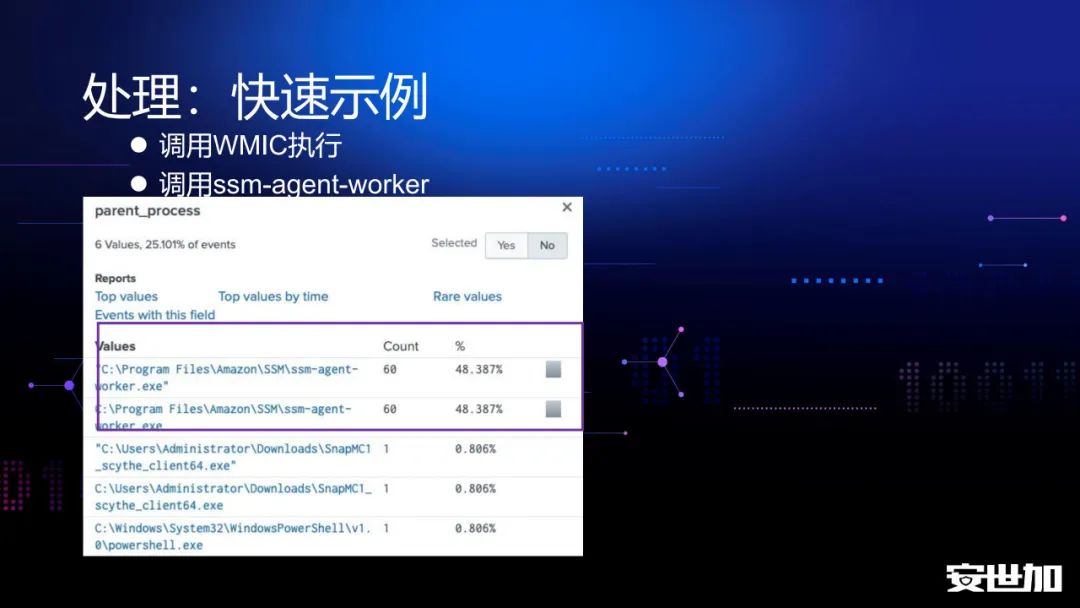 处理：快速示例
● 调用WMIC执行
● 调用ssm-agent-worker
parent_process ×
6 Values, 25.101% of events Selected Yes No
Reports
Top values Top values by time Rare values
Events with this field
Values Count %
"C:\Program Files\Amazon\SSM\ssm-agent- 60 48.387%
worker.exe"
C:\Program Files\Amazon\SSM\ssm-agent- 60 48.387%
worker.exe
"C:\Users\Administrator\Downloads\SnapMC1 1 0.806%
_scythe_client64.exe"
C:\Users\Administrator\Downloads\SnapMC1_ 1 0.806%
scythe_client64.exe
C:\Windows\System32\WindowsPowerShell\v1. 1 0.806%
0\powershell.exe
安世加